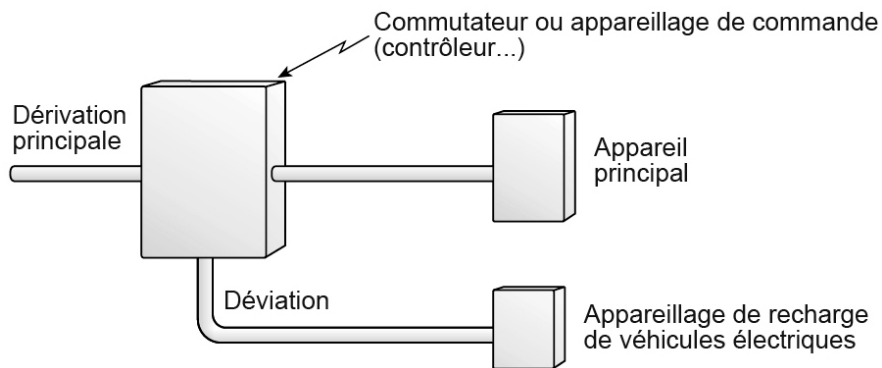 Commutateur ou appareillage de commande
(contrôleur...)
Dérivation
principale
Appareil
principal
Déviation
Appareillage de recharge
de véhicules électriques